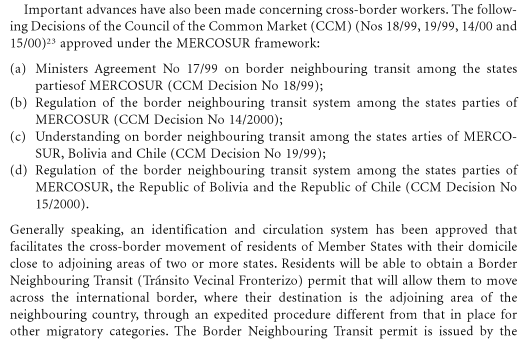 Important advances have also been made concerning cross-border workers. The follow-
ing Decisions of the Council of the Common Market (CCM) (Nos 18/99, 19/99, 14/00 and
15/00)23 approved under the MERCOSUR framework:
(a) Ministers Agreement No 17/99 on border neighbouring transit among the states
partiesof MERCOSUR (CCM Decision No 18/99);
(b) Regulation of the border neighbouring transit system among the states parties of
MERCOSUR (CCM Decision No 14/2000);
(c) Understanding on border neighbouring transit among the states arties of MERCO-
SUR, Bolivia and Chile (CCM Decision No 19/99);
(d) Regulation of the border neighbouring transit system among the states parties of
MERCOSUR, the Republic of Bolivia and the Republic of Chile (CCM Decision No
15/2000).
Generally speaking, an identification and circulation system has been approved that
facilitates the cross-border movement of residents of Member States with their domicile
close to adjoining areas of two or more states. Residents will be able to obtain a Border
Neighbouring Transit (Tránsito Vecinal Fronterizo) permit that will allow them to move
across the international border, where their destination is the adjoining area of the
neighbouring country, through an expedited procedure different from that in place for
other migratory categories. The Border Neighbouring Transit permit is issued by the